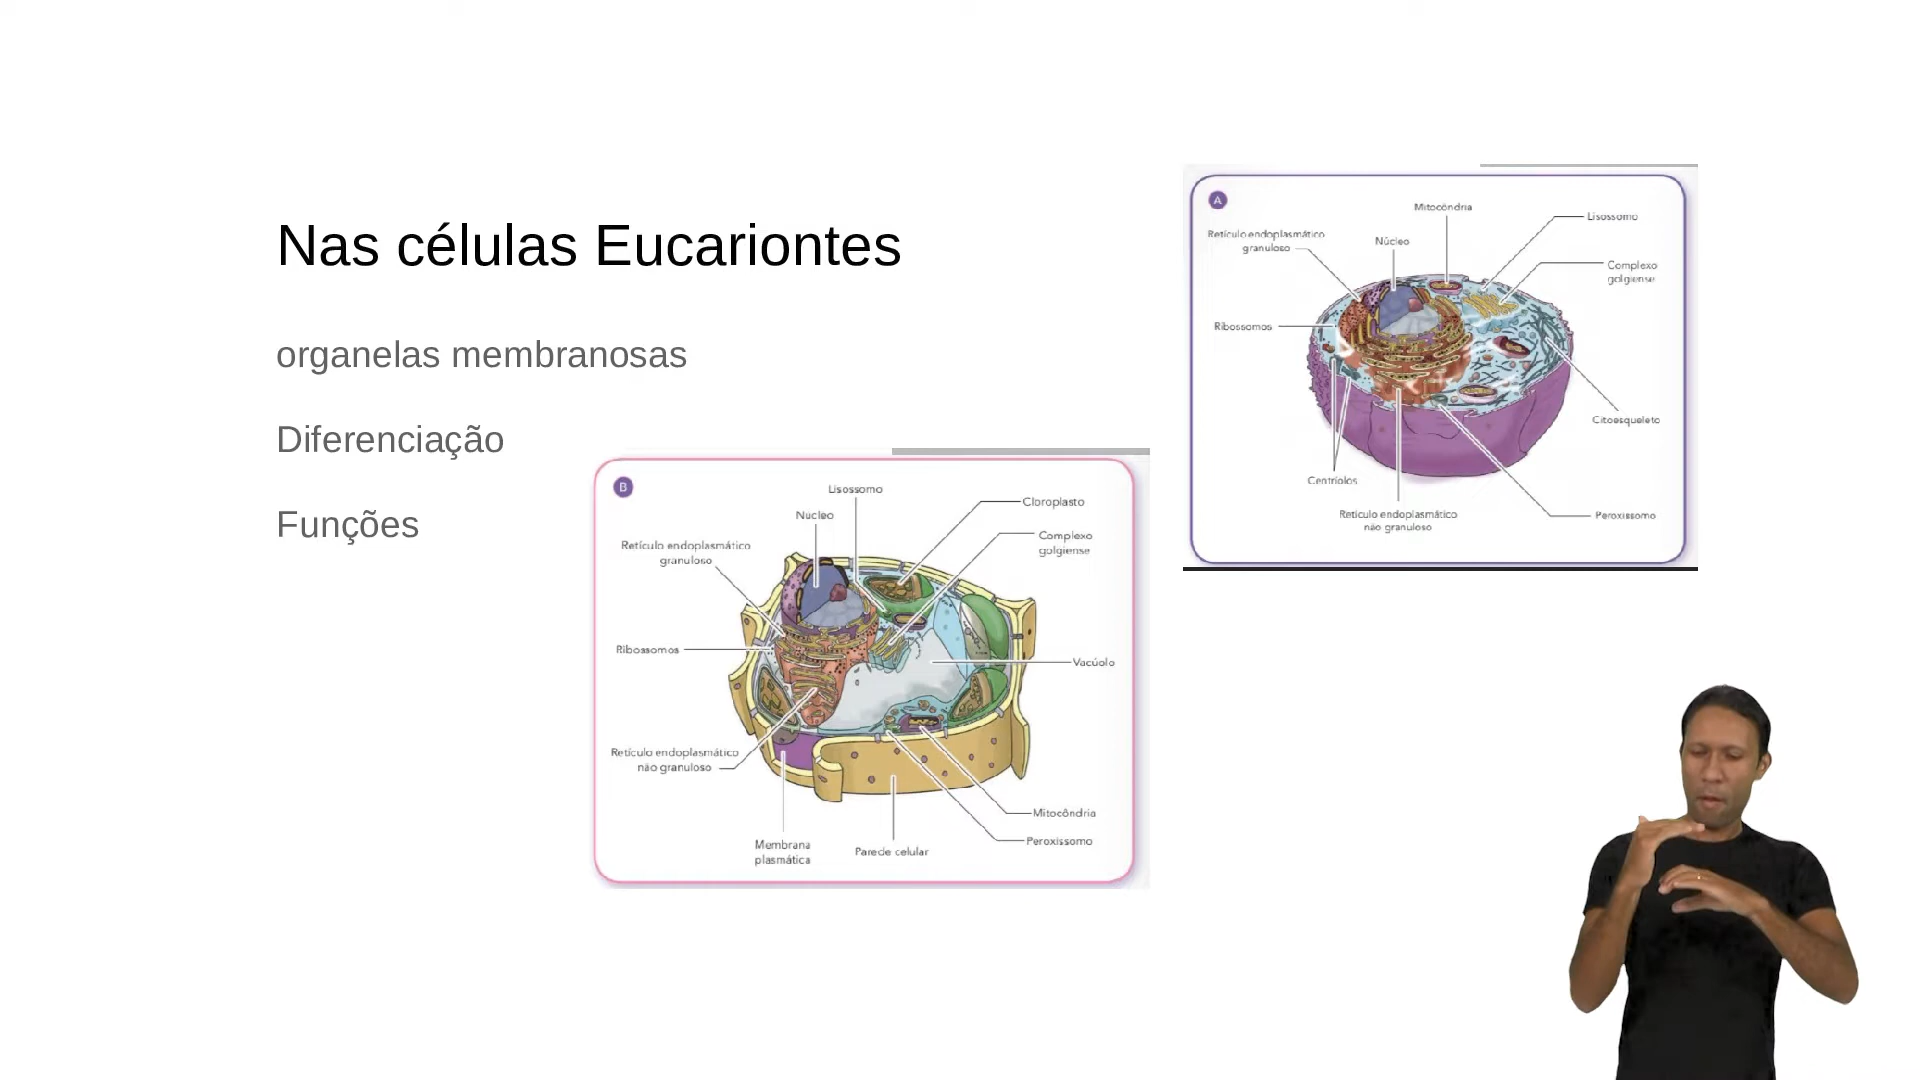 Nas células Eucariontes
organelas membranosas
Diferenciação
Funções
A
Mitocôndria
Lisossomo
Retículo endoplasmático
granuloso
Núcleo
Complexo
golgiense
Ribossomos
Citoesqueleto
Centríolos
Retículo endoplasmático
não granuloso
Peroxissomo
B
Lisossomo
Núcleo
Cloroplasto
Complexo
golgiense
Retículo endoplasmático
granuloso
Ribossomos
Vacúolo
Retículo endoplasmático
não granuloso
Mitocôndria
Peroxissomo
Membrana
plasmática
Parede celular